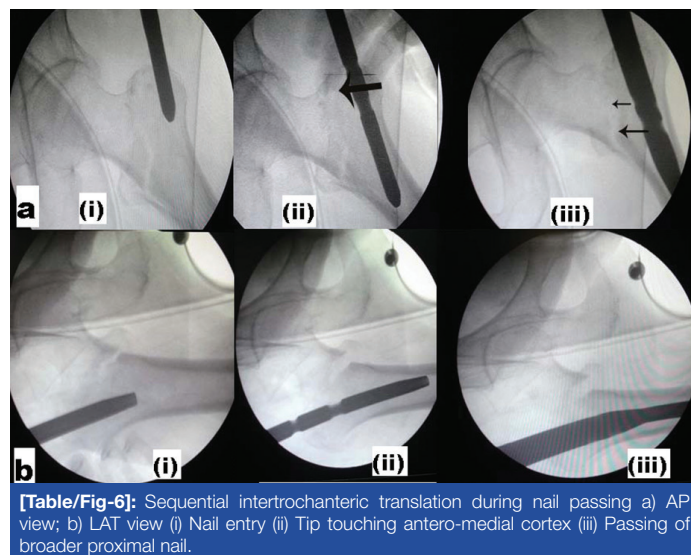 a
(i)
(ii)
(iii)
b
(i)
(ii)
(iii)
[Table/Fig-6]: Sequential intertrochanteric translation during nail passing a) AP
view; b) LAT view (i) Nail entry (ii) Tip touching antero-medial cortex (iii) Passing of
broader proximal nail.